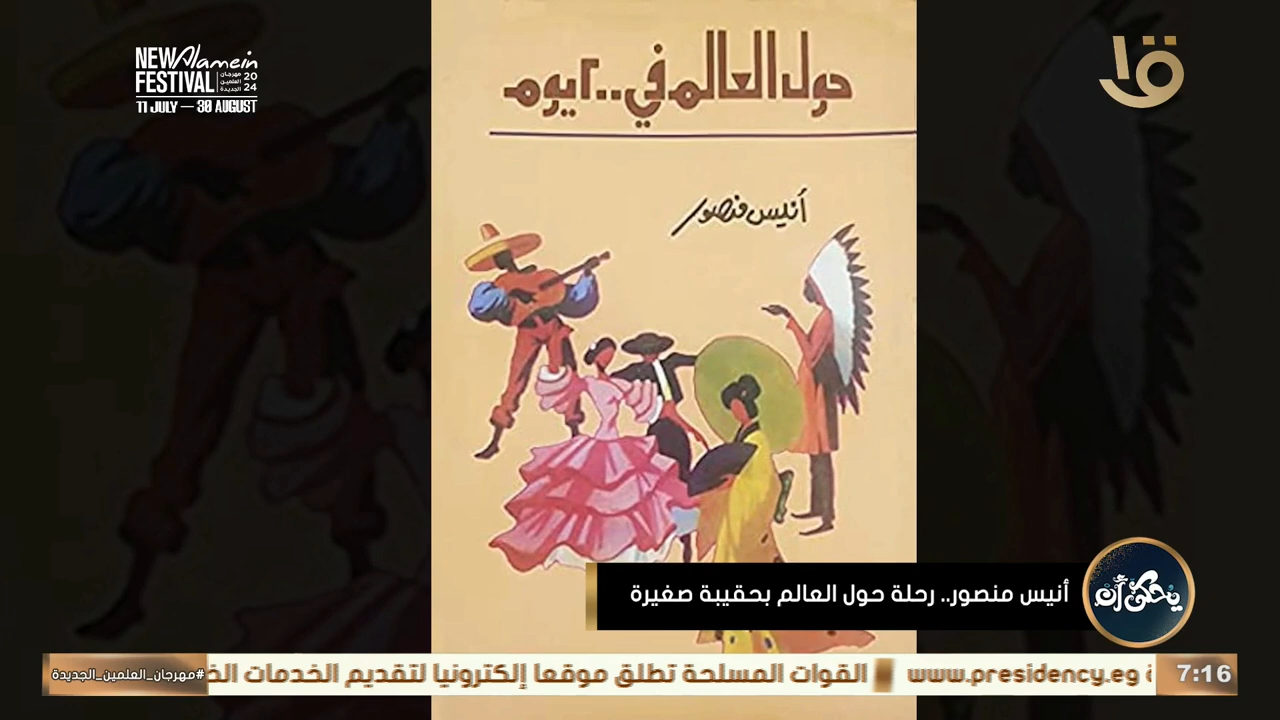 NEW Alamein
FESTIVAL
مهرجان
العلمين
الجديدة
20
24
11 JULY — 30 AUGUST
حول العالم في ٢٠٠ يوم
أنيس منصور
يُحكى أن
أنيس منصور.. رحلة حول العالم بحقيبة صغيرة
7:16
www.presidency.eg
القوات المسلحة تطلق موقعا إلكترونيا لتقديم الخدمات
#مهرجان_العلمين_الجديدة